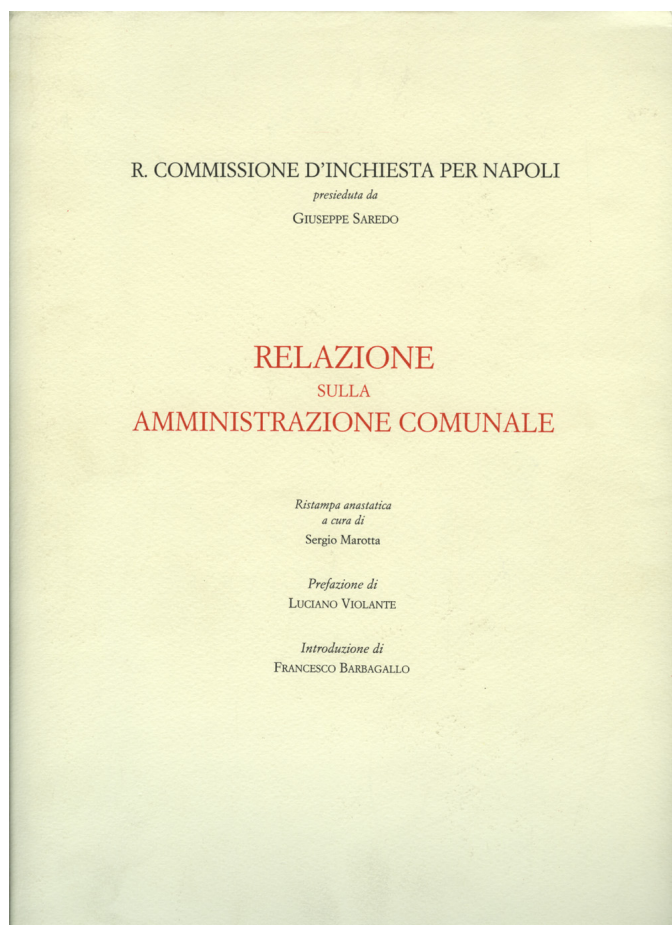 R. COMMISSIONE D'INCHIESTA PER NAPOLI
presieduta da
GIUSEPPE SAREDO
RELAZIONE
SULLA
AMMINISTRAZIONE COMUNALE
Ristampa anastatica
a cura di
Sergio Marotta
Prefazione di
LUCIANO VIOLANTE
Introduzione di
FRANCESCO BARBAGALLO